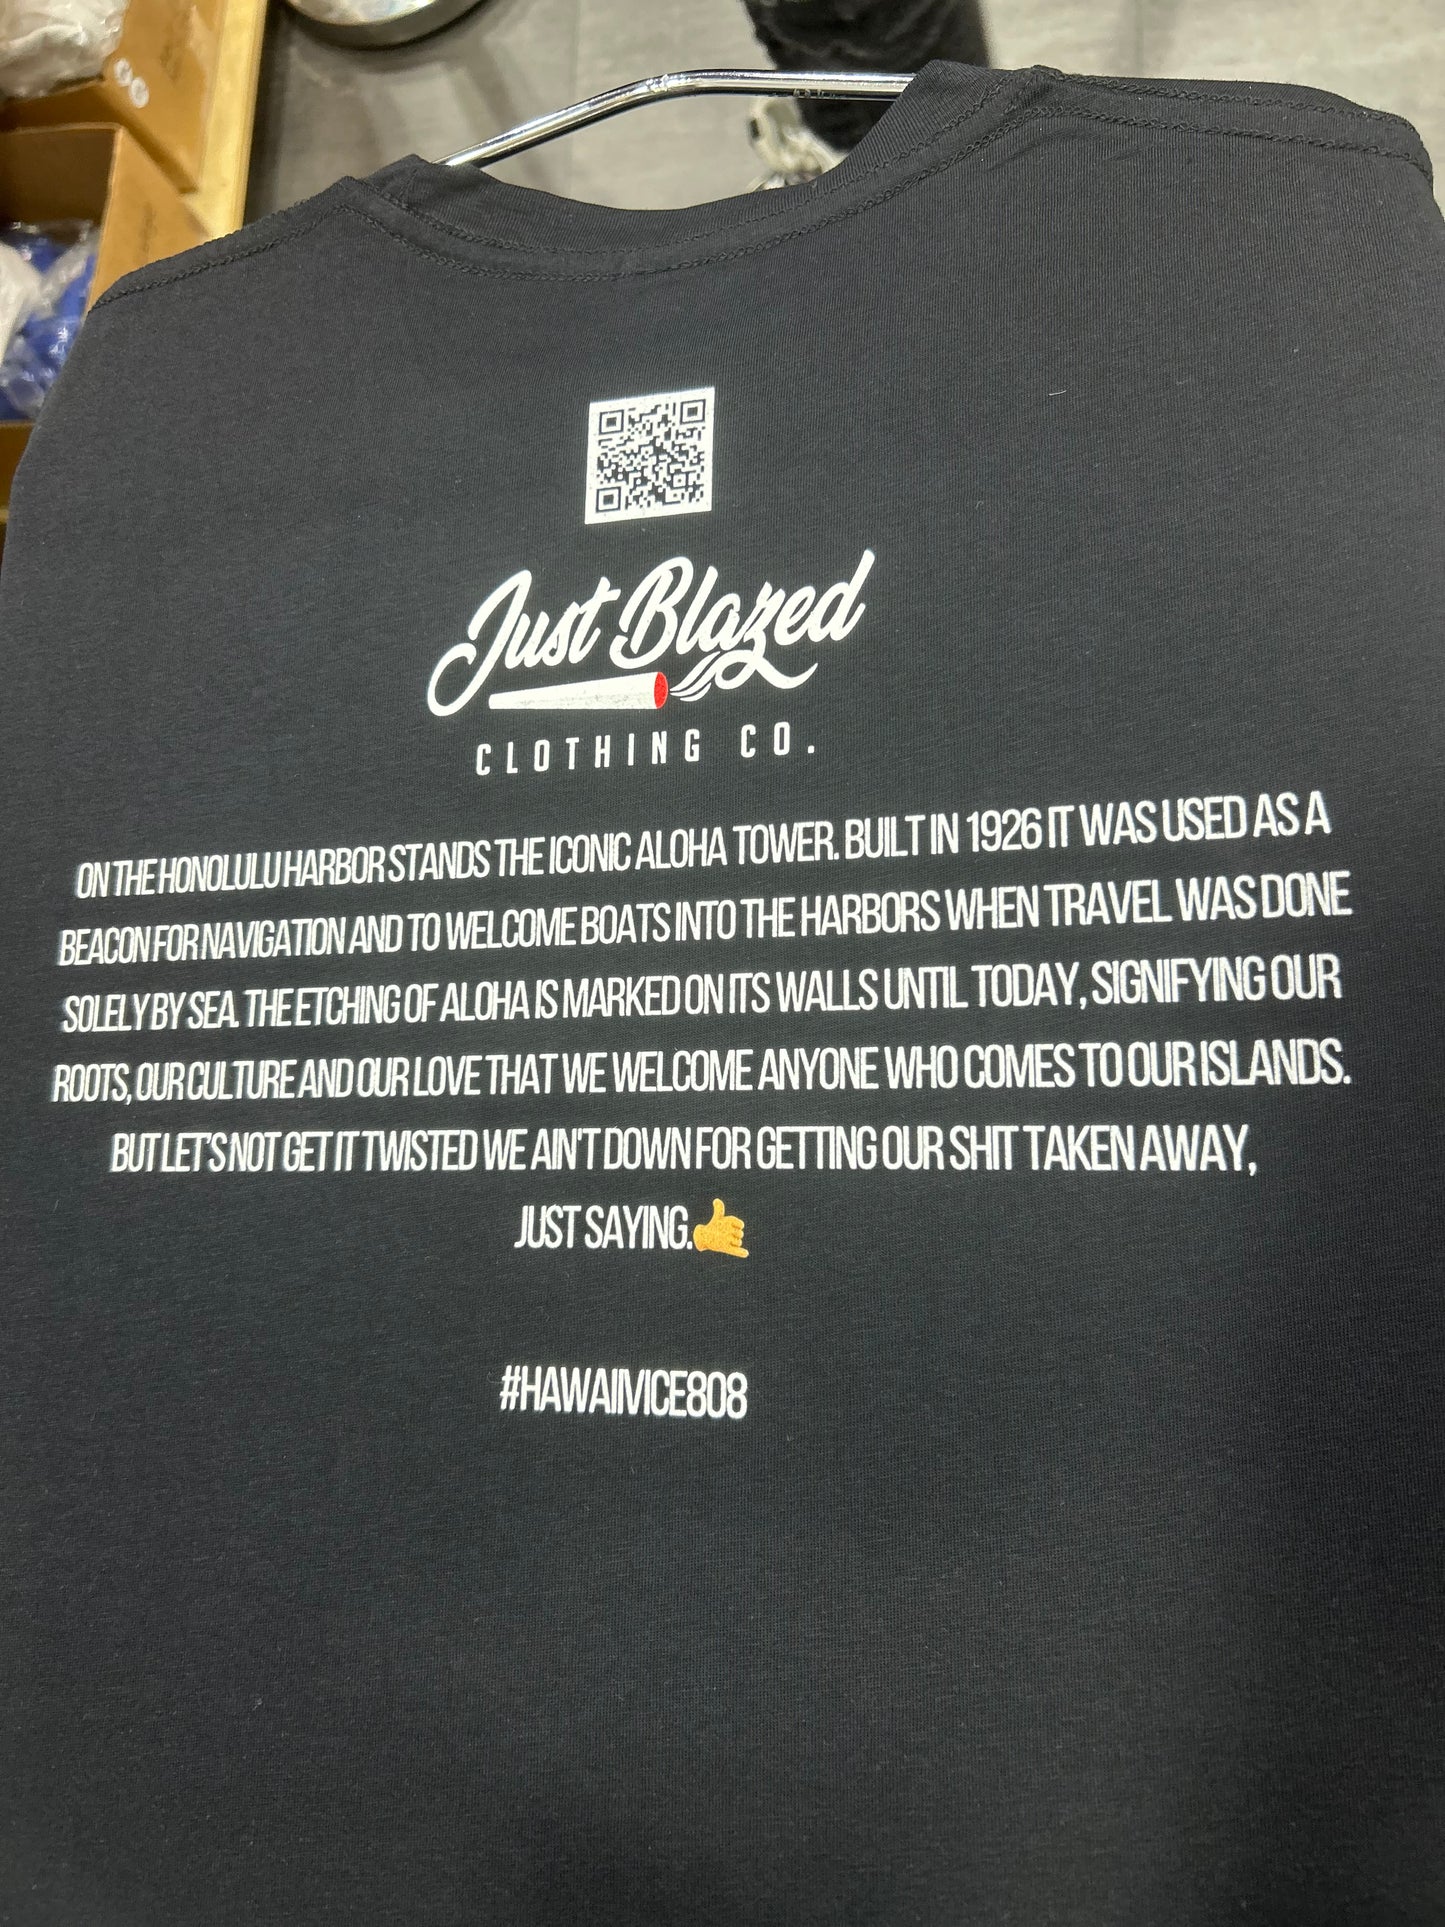 Just Blazed
CLOTHING CO.
ON THE HONOLULU HARBOR STANDS THE ICONIC ALOHA TOWER. BUILT IN 1926 IT WAS USED AS A
BEACON FOR NAVIGATION AND TO WELCOME BOATS INTO THE HARBORS WHEN TRAVEL WAS DONE
SOLELY BY SEA. THE ETCHING OF ALOHA IS MARKED ON ITS WALLS UNTIL TODAY, SIGNIFYING OUR
ROOTS, OUR CULTURE AND OUR LOVE THAT WE WELCOME ANYONE WHO COMES TO OUR ISLANDS.
BUT LET'S NOT GET IT TWISTED WE AIN'T DOWN FOR GETTING OUR SHIT TAKEN AWAY,
JUST SAYING.🤙
#HAWAIIVICE808